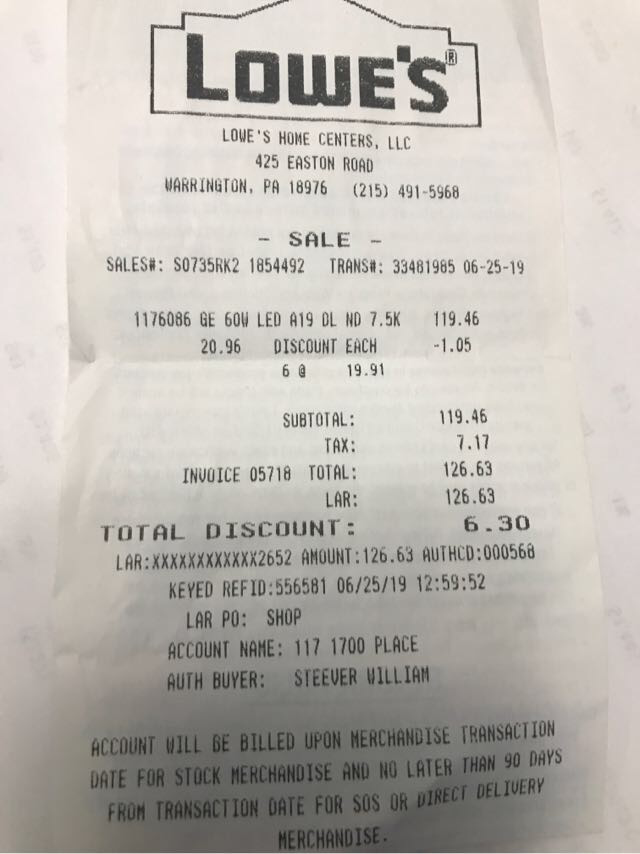 LOWE'S®
LOWE'S HOME CENTERS, LLC
425 EASTON ROAD
WARRINGTON, PA 18976 (215) 491-5968
- SALE -
SALES#: S0735RK2 1854492 TRANS#: 33481985 06-25-19
1176086 GE 60W LED A19 DL ND 7.5K 119.46
20.96 DISCOUNT EACH -1.05
6 @ 19.91
SUBTOTAL: 119.46
TAX: 7.17
INVOICE 05718 TOTAL: 126.63
LAR: 126.63
TOTAL DISCOUNT: 6.30
LAR:XXXXXXXXXXXX2652 AMOUNT:126.63 AUTHCD:000568
KEYED REFID:556581 06/25/19 12:59:52
LAR PO: SHOP
ACCOUNT NAME: 117 1700 PLACE
AUTH BUYER: STEEVER WILLIAM
ACCOUNT WILL BE BILLED UPON MERCHANDISE TRANSACTION
DATE FOR STOCK MERCHANDISE AND NO LATER THAN 90 DAYS
FROM TRANSACTION DATE FOR SOS OR DIRECT DELIVERY
MERCHANDISE.